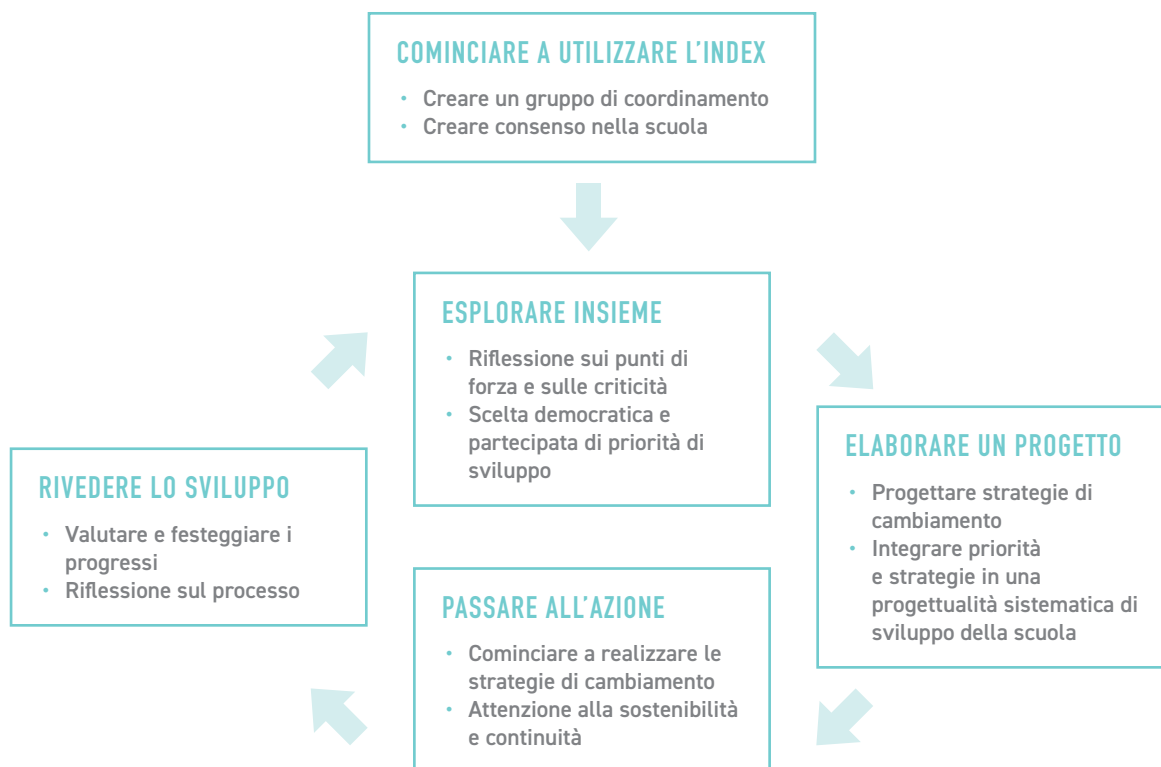 COMINCIARE A UTILIZZARE L'INDEX
• Creare un gruppo di coordinamento
• Creare consenso nella scuola
ESPLORARE INSIEME
• Riflessione sui punti di
forza e sulle criticità
• Scelta democratica e
partecipata di priorità di
sviluppo
ELABORARE UN PROGETTO
• Progettare strategie di
cambiamento
• Integrare priorità
e strategie in una
progettualità sistematica di
sviluppo della scuola
PASSARE ALL'AZIONE
• Cominciare a realizzare le
strategie di cambiamento
• Attenzione alla sostenibilità
e continuità
RIVEDERE LO SVILUPPO
• Valutare e festeggiare i
progressi
• Riflessione sul processo